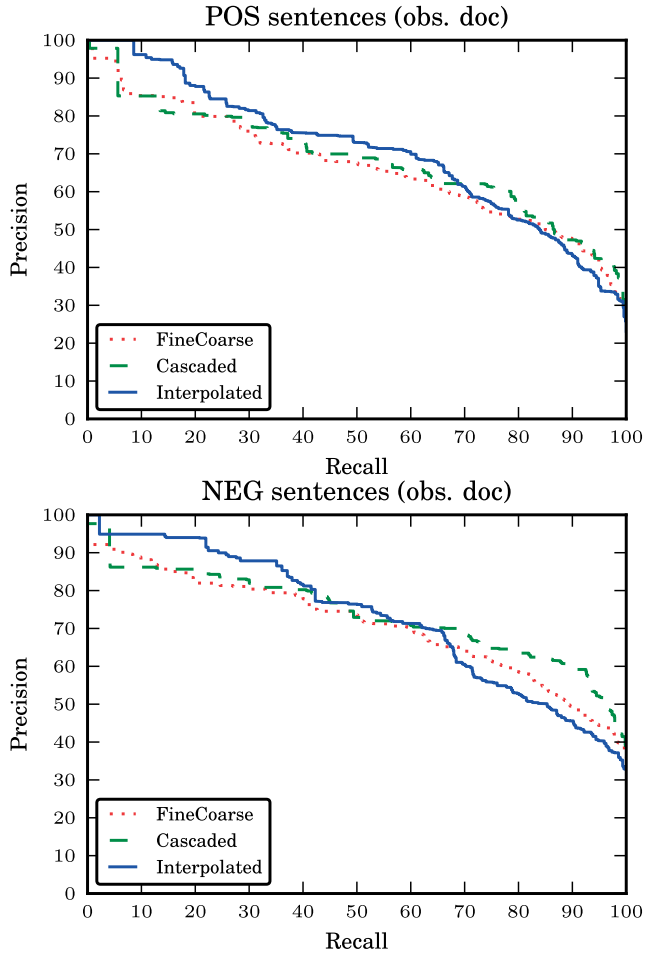 POS sentences (obs. doc)
100
90
80
70
60
50
40
30
20
10
0
Precision
FineCoarse
Cascaded
Interpolated
0 10 20 30 40 50 60 70 80 90 100
Recall
NEG sentences (obs. doc)
100
90
80
70
60
50
40
30
20
10
0
Precision
FineCoarse
Cascaded
Interpolated
0 10 20 30 40 50 60 70 80 90 100
Recall